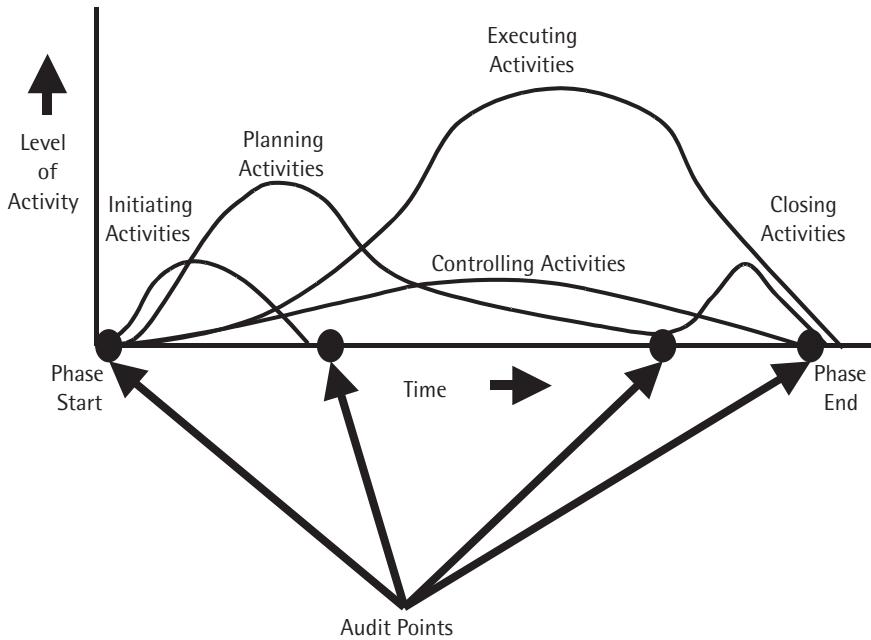 Executing
Activities
Level
of
Activity
Planning
Activities
Initiating
Activities
Closing
Activities
Controlling Activities
Phase
Start
Time
Phase
End
Audit Points